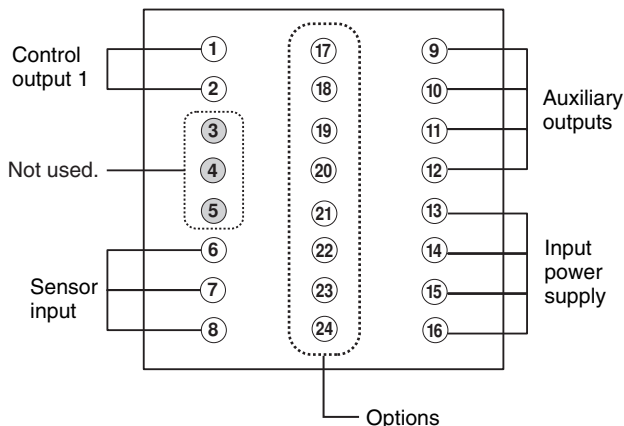 Control
output 1
1
2
3
4
5
6
7
8
Not used.
Sensor
input
17
18
19
20
21
22
23
24
9
10
11
12
13
14
15
16
Auxiliary
outputs
Input
power
supply
Options